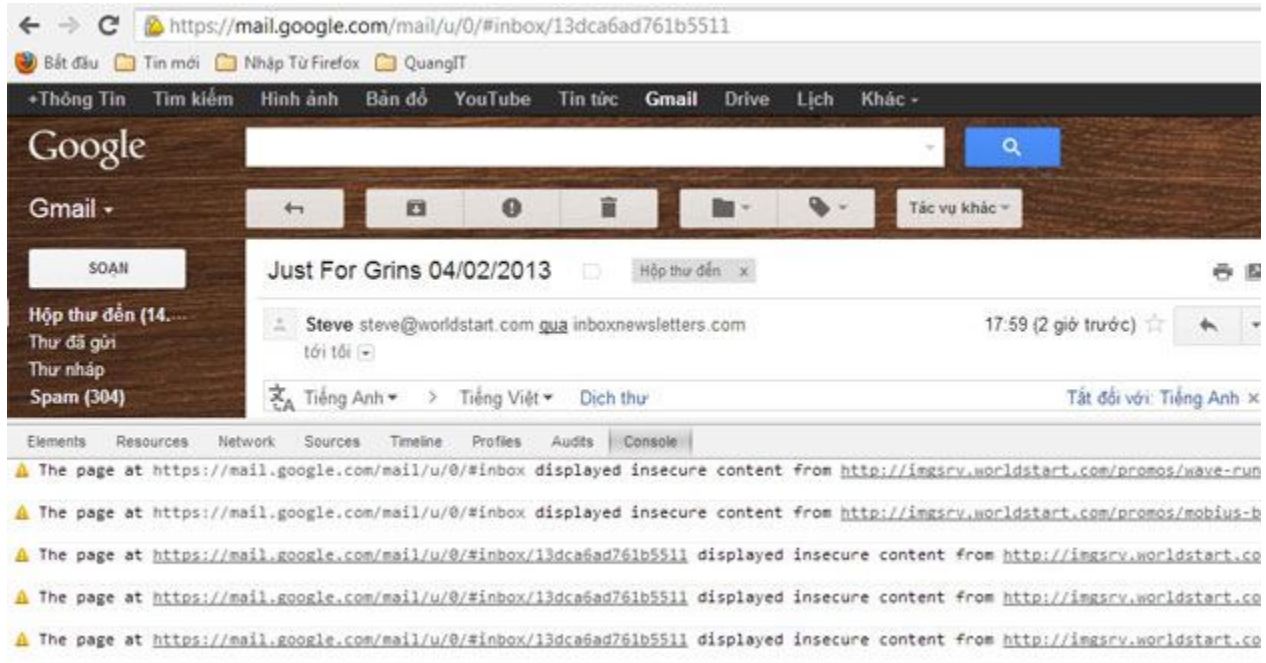 https://mail.google.com/mail/u/0/#inbox/13dca6ad761b5511
Bắt đầu Tin mới Nhập Từ Firefox QuangIT
+Thông Tin Tìm kiếm Hình ảnh Bản đồ YouTube Tin tức Gmail Drive Lịch Khác
Google
Gmail
Tác vụ khác
SOẠN
Just For Grins 04/02/2013 Hộp thư đến x
Hộp thư đến (14....
Steve steve@worldstart.com qua inboxnewsletters.com 17:59 (2 giờ trước)
Thư đã gửi
tới tôi
Thư nháp
Spam (304)
Tiếng Anh > Tiếng Việt Dịch thư Tắt đối với: Tiếng Anh ×
Elements Resources Network Sources Timeline Profiles Audits Console
The page at https://mail.google.com/mail/u/0/#inbox displayed insecure content from http://imgsrv.worldstart.com/promos/wave-run
The page at https://mail.google.com/mail/u/0/#inbox displayed insecure content from http://imgsrv.worldstart.com/promos/mobius-b
The page at https://mail.google.com/mail/u/0/#inbox/13dca6ad761b5511 displayed insecure content from http://imgsrv.worldstart.co
The page at https://mail.google.com/mail/u/0/#inbox/13dca6ad761b5511 displayed insecure content from http://imgsrv.worldstart.co
The page at https://mail.google.com/mail/u/0/#inbox/13dca6ad761b5511 displayed insecure content from http://imgsrv.worldstart.co